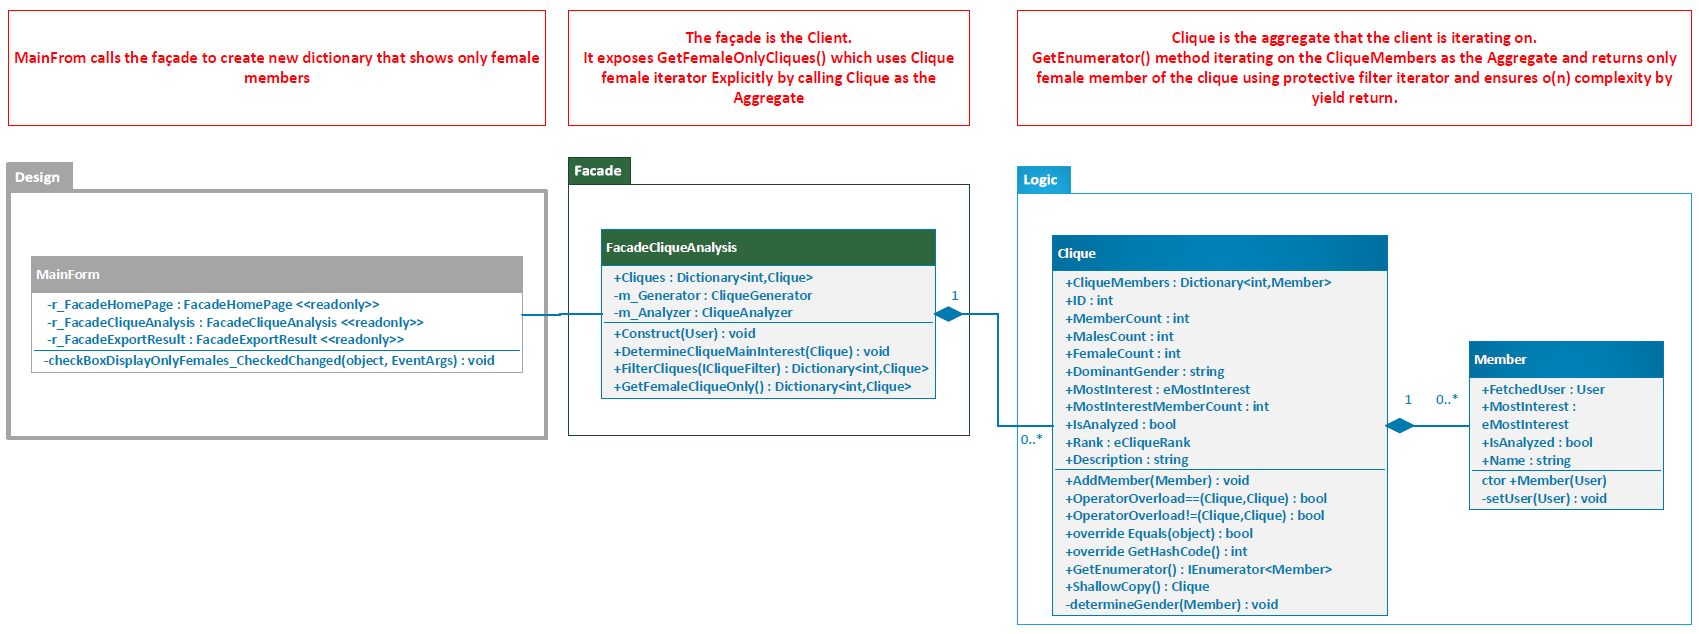 MainFrom calls the façade to create new dictionary that shows only female
members
The façade is the Client.
It exposes GetFemaleOnlyCliques() which uses Clique
female iterator Explicitly by calling Clique as the
Aggregate
Clique is the aggregate that the client is iterating on.
GetEnumerator() method iterating on the CliqueMembers as the Aggregate and returns only
female member of the clique using protective filter iterator and ensures o(n) complexity by
yield return.
Design
MainForm
-r_FacadeHomePage : FacadeHomePage <<readonly>>
-r_FacadeCliqueAnalysis : FacadeCliqueAnalysis <<readonly>>
-r_FacadeExportResult : FacadeExportResult <<readonly>>
-checkBoxDisplayOnlyFemales_CheckedChanged(object, EventArgs) : void
Facade
FacadeCliqueAnalysis
+Cliques : Dictionary<int,Clique>
-m_Generator : CliqueGenerator
-m_Analyzer : CliqueAnalyzer
+Construct(User) : void
+DetermineCliqueMainInterest(Clique) : void
+FilterCliques(ICliqueFilter) : Dictionary<int,Clique>
+GetFemaleCliqueOnly() : Dictionary<int,Clique>
1
0..*
Logic
Clique
+CliqueMembers : Dictionary<int,Member>
+ID : int
+MemberCount : int
+MalesCount : int
+FemaleCount : int
+DominantGender : string
+MostInterest : eMostInterest
+MostInterestMemberCount : int
+IsAnalyzed : bool
+Rank : eCliqueRank
+Description : string
+AddMember(Member) : void
+OperatorOverload==(Clique,Clique) : bool
+OperatorOverload!=(Clique,Clique) : bool
+override Equals(object) : bool
+override GetHashCode() : int
+GetEnumerator() : IEnumerator<Member>
+ShallowCopy() : Clique
-determineGender(Member) : void
1
0..*
Member
+FetchedUser : User
+MostInterest :
eMostInterest
+IsAnalyzed : bool
+Name : string
ctor +Member(User)
-setUser(User) : void